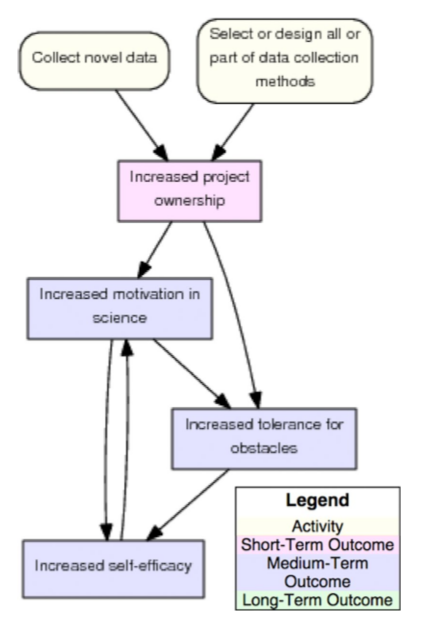 Collect novel data
Select or design all or
part of data collection
methods
Increased project
ownership
Increased motivation in
science
Increased tolerance for
obstacles
Increased self-efficacy
Legend
Activity
Short-Term Outcome
Medium-Term
Outcome
Long-Term Outcome